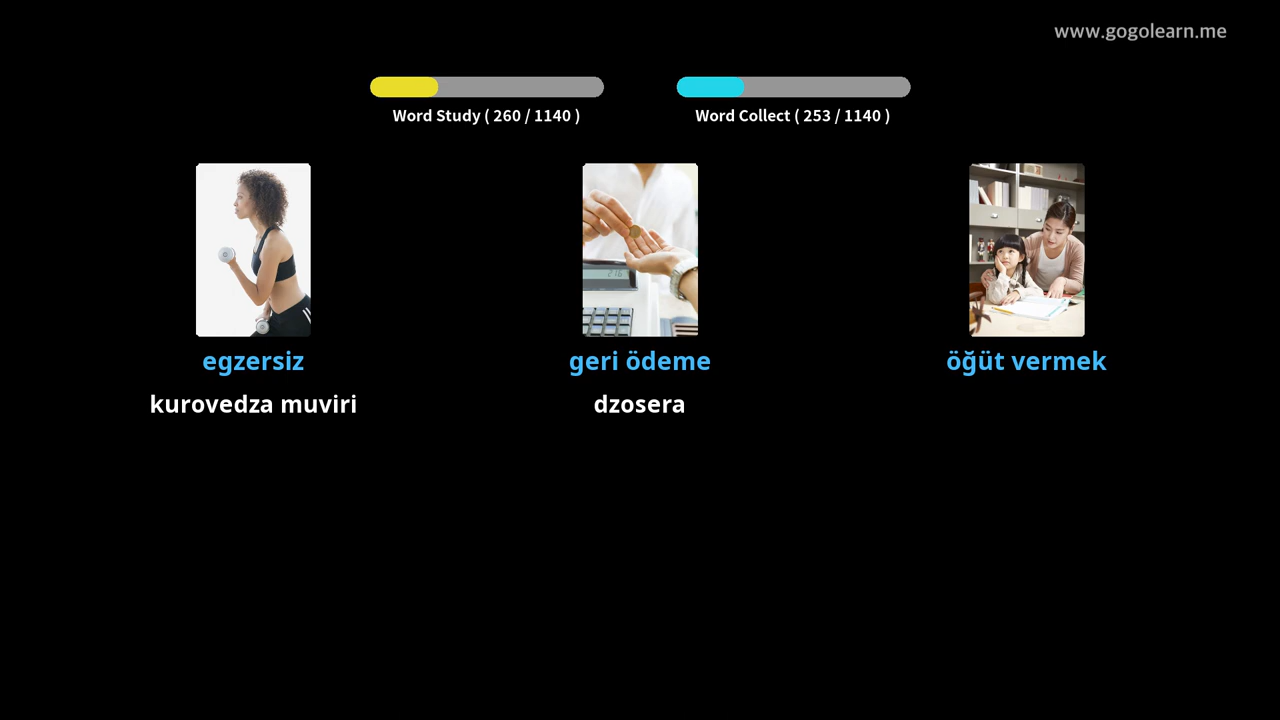 www.gogolearn.me
Word Study ( 260 / 1140 )
Word Collect ( 253 / 1140 )
egzersiz
kurovedza muviri
geri ödeme
dzosera
öğüt vermek